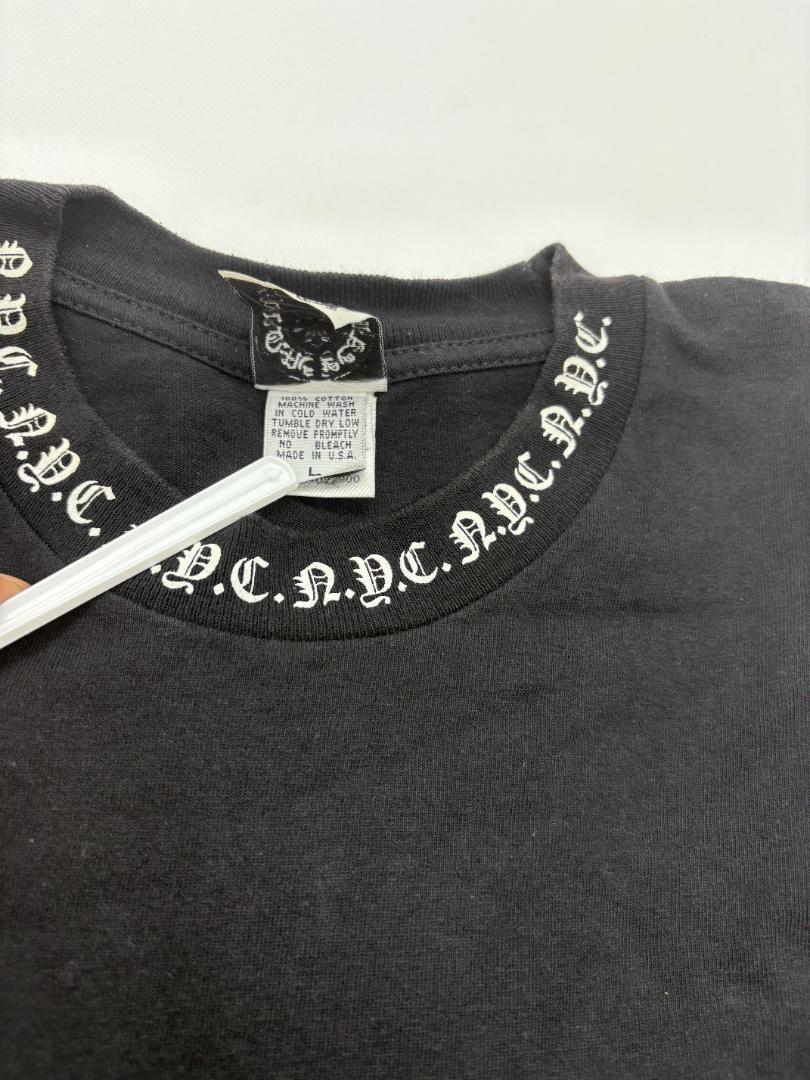 100% COTTON
MACHINE WASH
IN COLD WATER
TUMBLE DRY LOW
REMOVE PROMPTLY
NO BLEACH
MADE IN U.S.A.
L
N.Y.C. Y.C. N.Y.C. N.Y.C. N.Y.C.